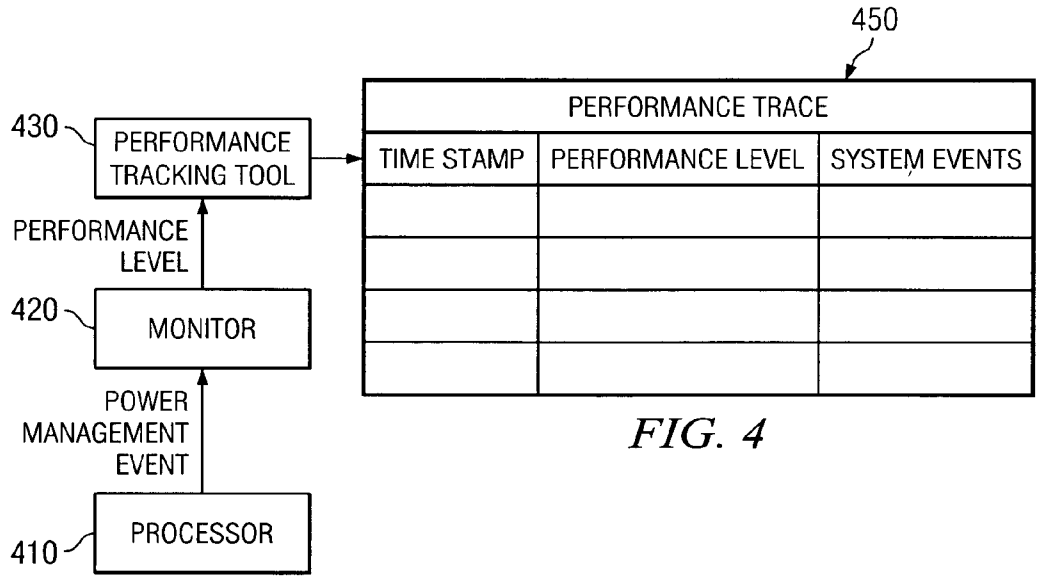 450
PERFORMANCE TRACE
TIME STAMP PERFORMANCE LEVEL SYSTEM EVENTS
430
PERFORMANCE
TRACKING TOOL
PERFORMANCE
LEVEL
420
MONITOR
POWER
MANAGEMENT
EVENT
410
PROCESSOR
FIG. 4